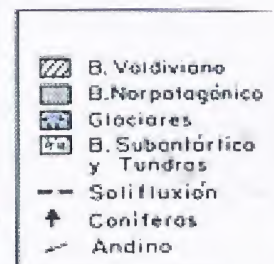 B. Valdiviano
B. Norpatagónico
Glaciares
B. Subantártico
y Tundras
Solifluxión
Coníferas
Andino